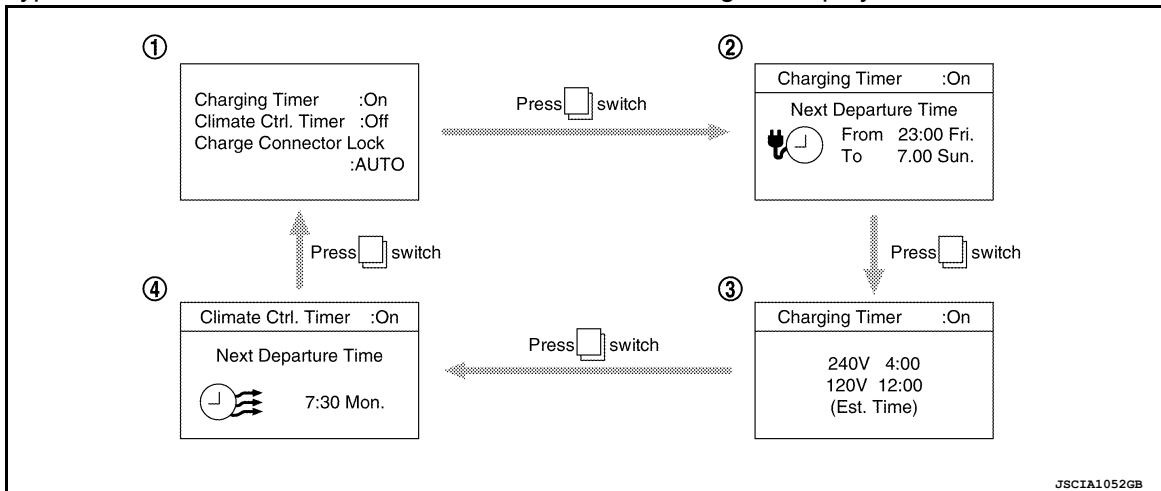 ①
Charging Timer :On
Climate Ctrl. Timer :Off
Charge Connector Lock
:AUTO
Press switch
②
Charging Timer :On
Next Departure Time
From 23:00 Fri.
To 7.00 Sun.
Press switch
Press switch
④
Climate Ctrl. Timer :On
Next Departure Time
7:30 Mon.
Press switch
③
Charging Timer :On
240V 4:00
120V 12:00
(Est. Time)
JSCIA1052GB